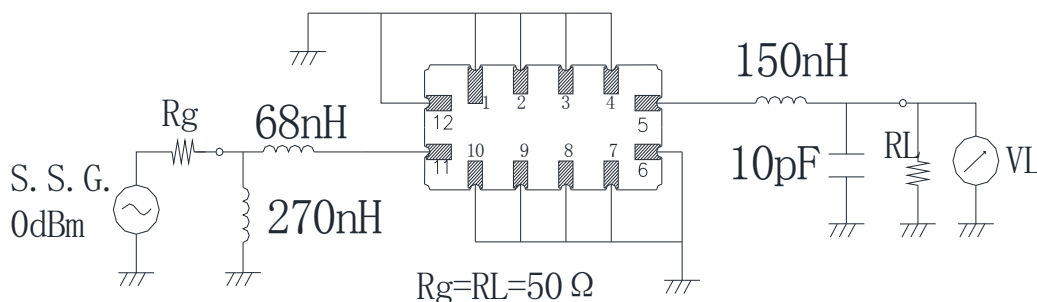 150nH
1
2
3
4
5
12
Rg
68nH
10
9
8
7
6
11
10pF
RL
VL
S.S.G.
0dBm
270nH
Rg=RL=50Ω